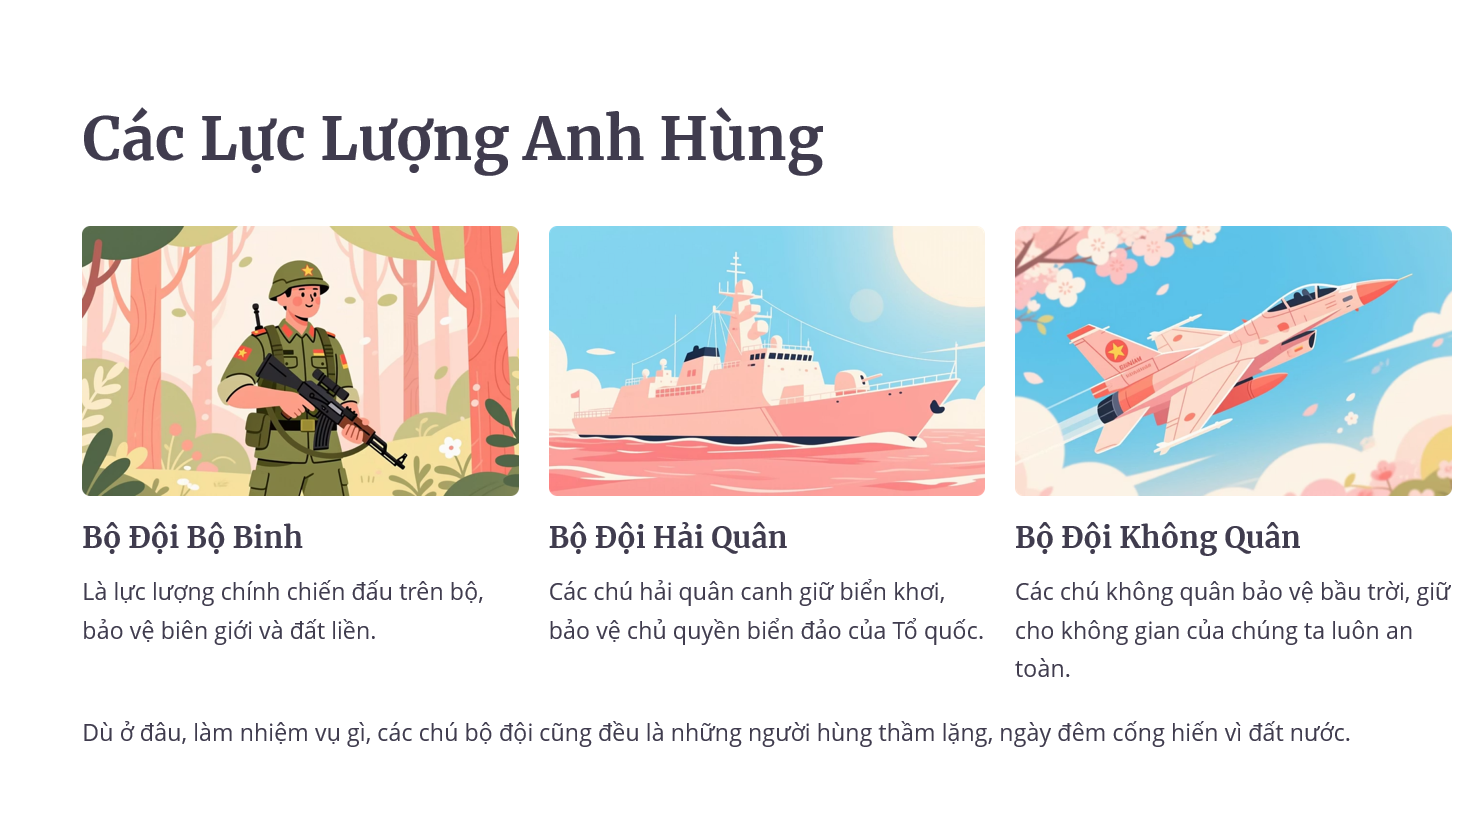 Các Lực Lượng Anh Hùng
Bộ Đội Bộ Binh
Là lực lượng chính chiến đấu trên bộ,
bảo vệ biên giới và đất liền.
Bộ Đội Hải Quân
Các chú hải quân canh giữ biển khơi,
bảo vệ chủ quyền biển đảo của Tổ quốc.
Bộ Đội Không Quân
Các chú không quân bảo vệ bầu trời, giữ
cho không gian của chúng ta luôn an
toàn.
Dù ở đâu, làm nhiệm vụ gì, các chú bộ đội cũng đều là những người hùng thầm lặng, ngày đêm cống hiến vì đất nước.